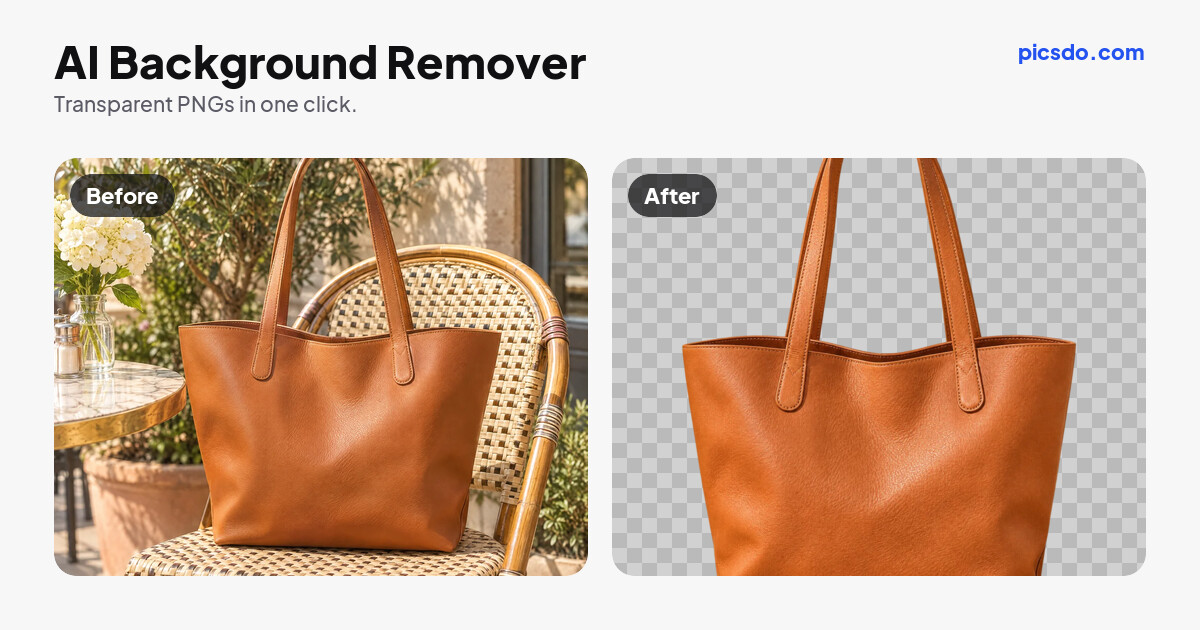 AI Background Remover
picsdo.com
Transparent PNGs in one click.
Before
After